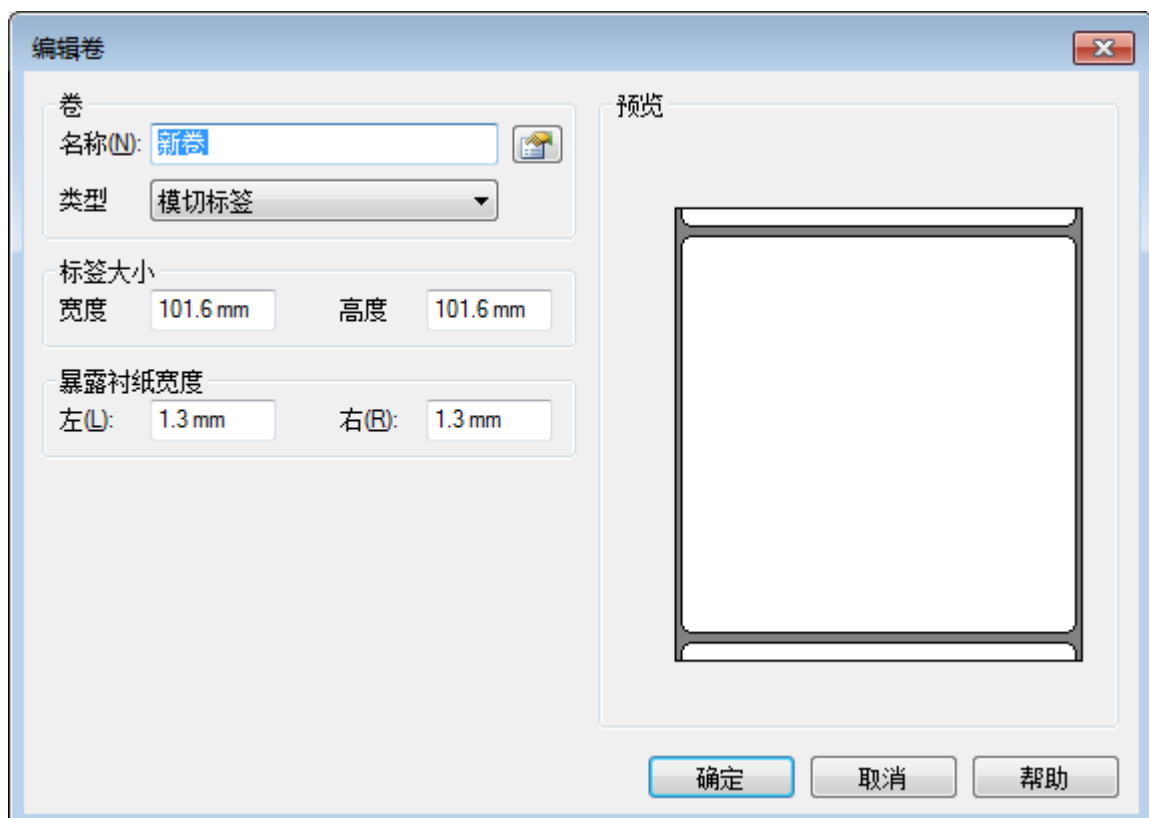 编辑卷
卷
名称(N): 新卷
类型 模切标签
标签大小
宽度 101.6 mm 高度 101.6 mm
暴露衬纸宽度
左(L): 1.3 mm 右(R): 1.3 mm
预览
确定 取消 帮助